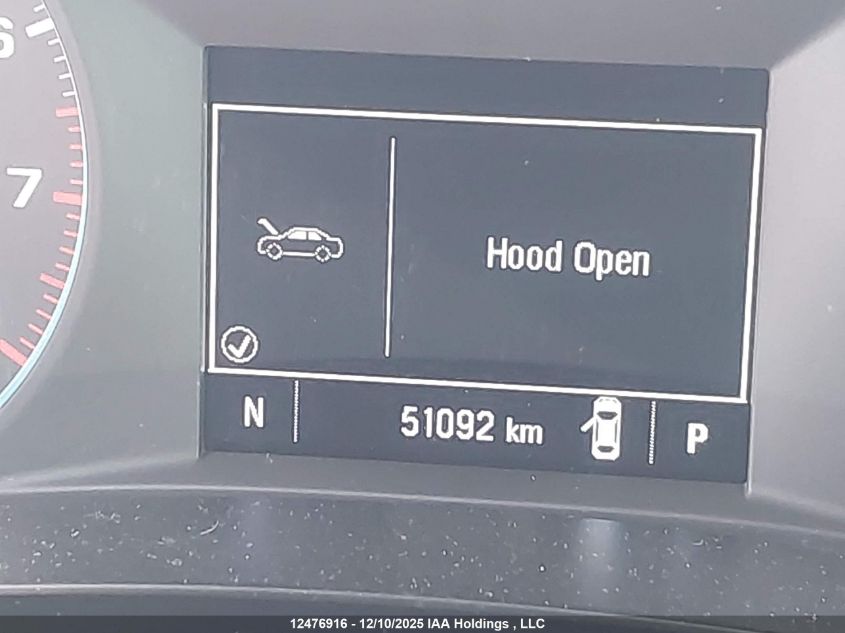 6
7
Hood Open
N 51092 km P
12476916 - 12/10/2025 IAA Holdings , LLC